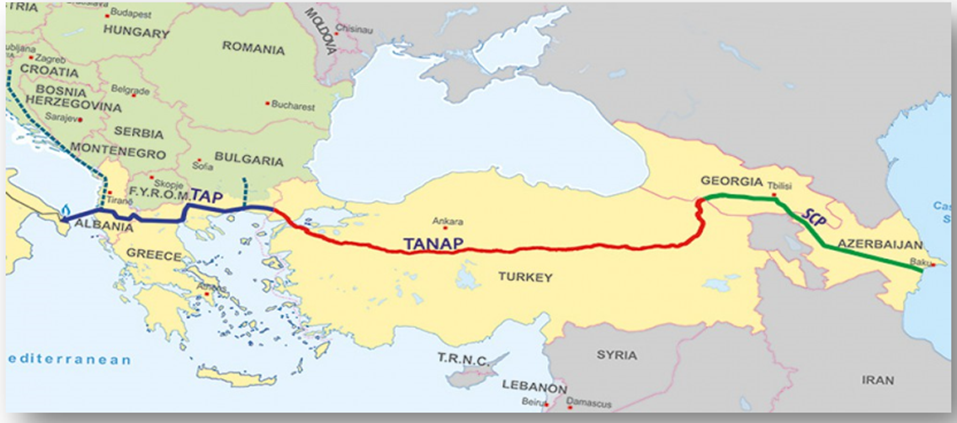 TRIA
Budapest
HUNGARY
MOLDOVA
Chisinau
ROMANIA
ubljana
Zagreb
CROATIA
BOSNIA
HERZEGOVINA
Belgrade
Bucharest
Sarajevo
SERBIA
MONTENEGRO
BULGARIA
Sofia
Skopje
F.Y.R.O.M.
TAP
Tirane
ALBANIA
GREECE
Athens
Ankara
TANAP
TURKEY
GEORGIA
Tbilisi
SCP
AZERBAIJAN
Baku
Cas
S
editerranean
T.R.N.C.
SYRIA
LEBANON
Beirut
Damascus
IRAN